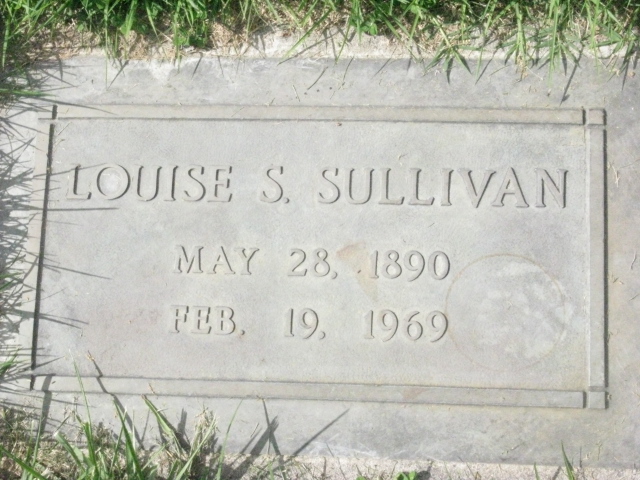 LOUISE S. SULLIVAN
MAY 28, 1890
FEB. 19, 1969